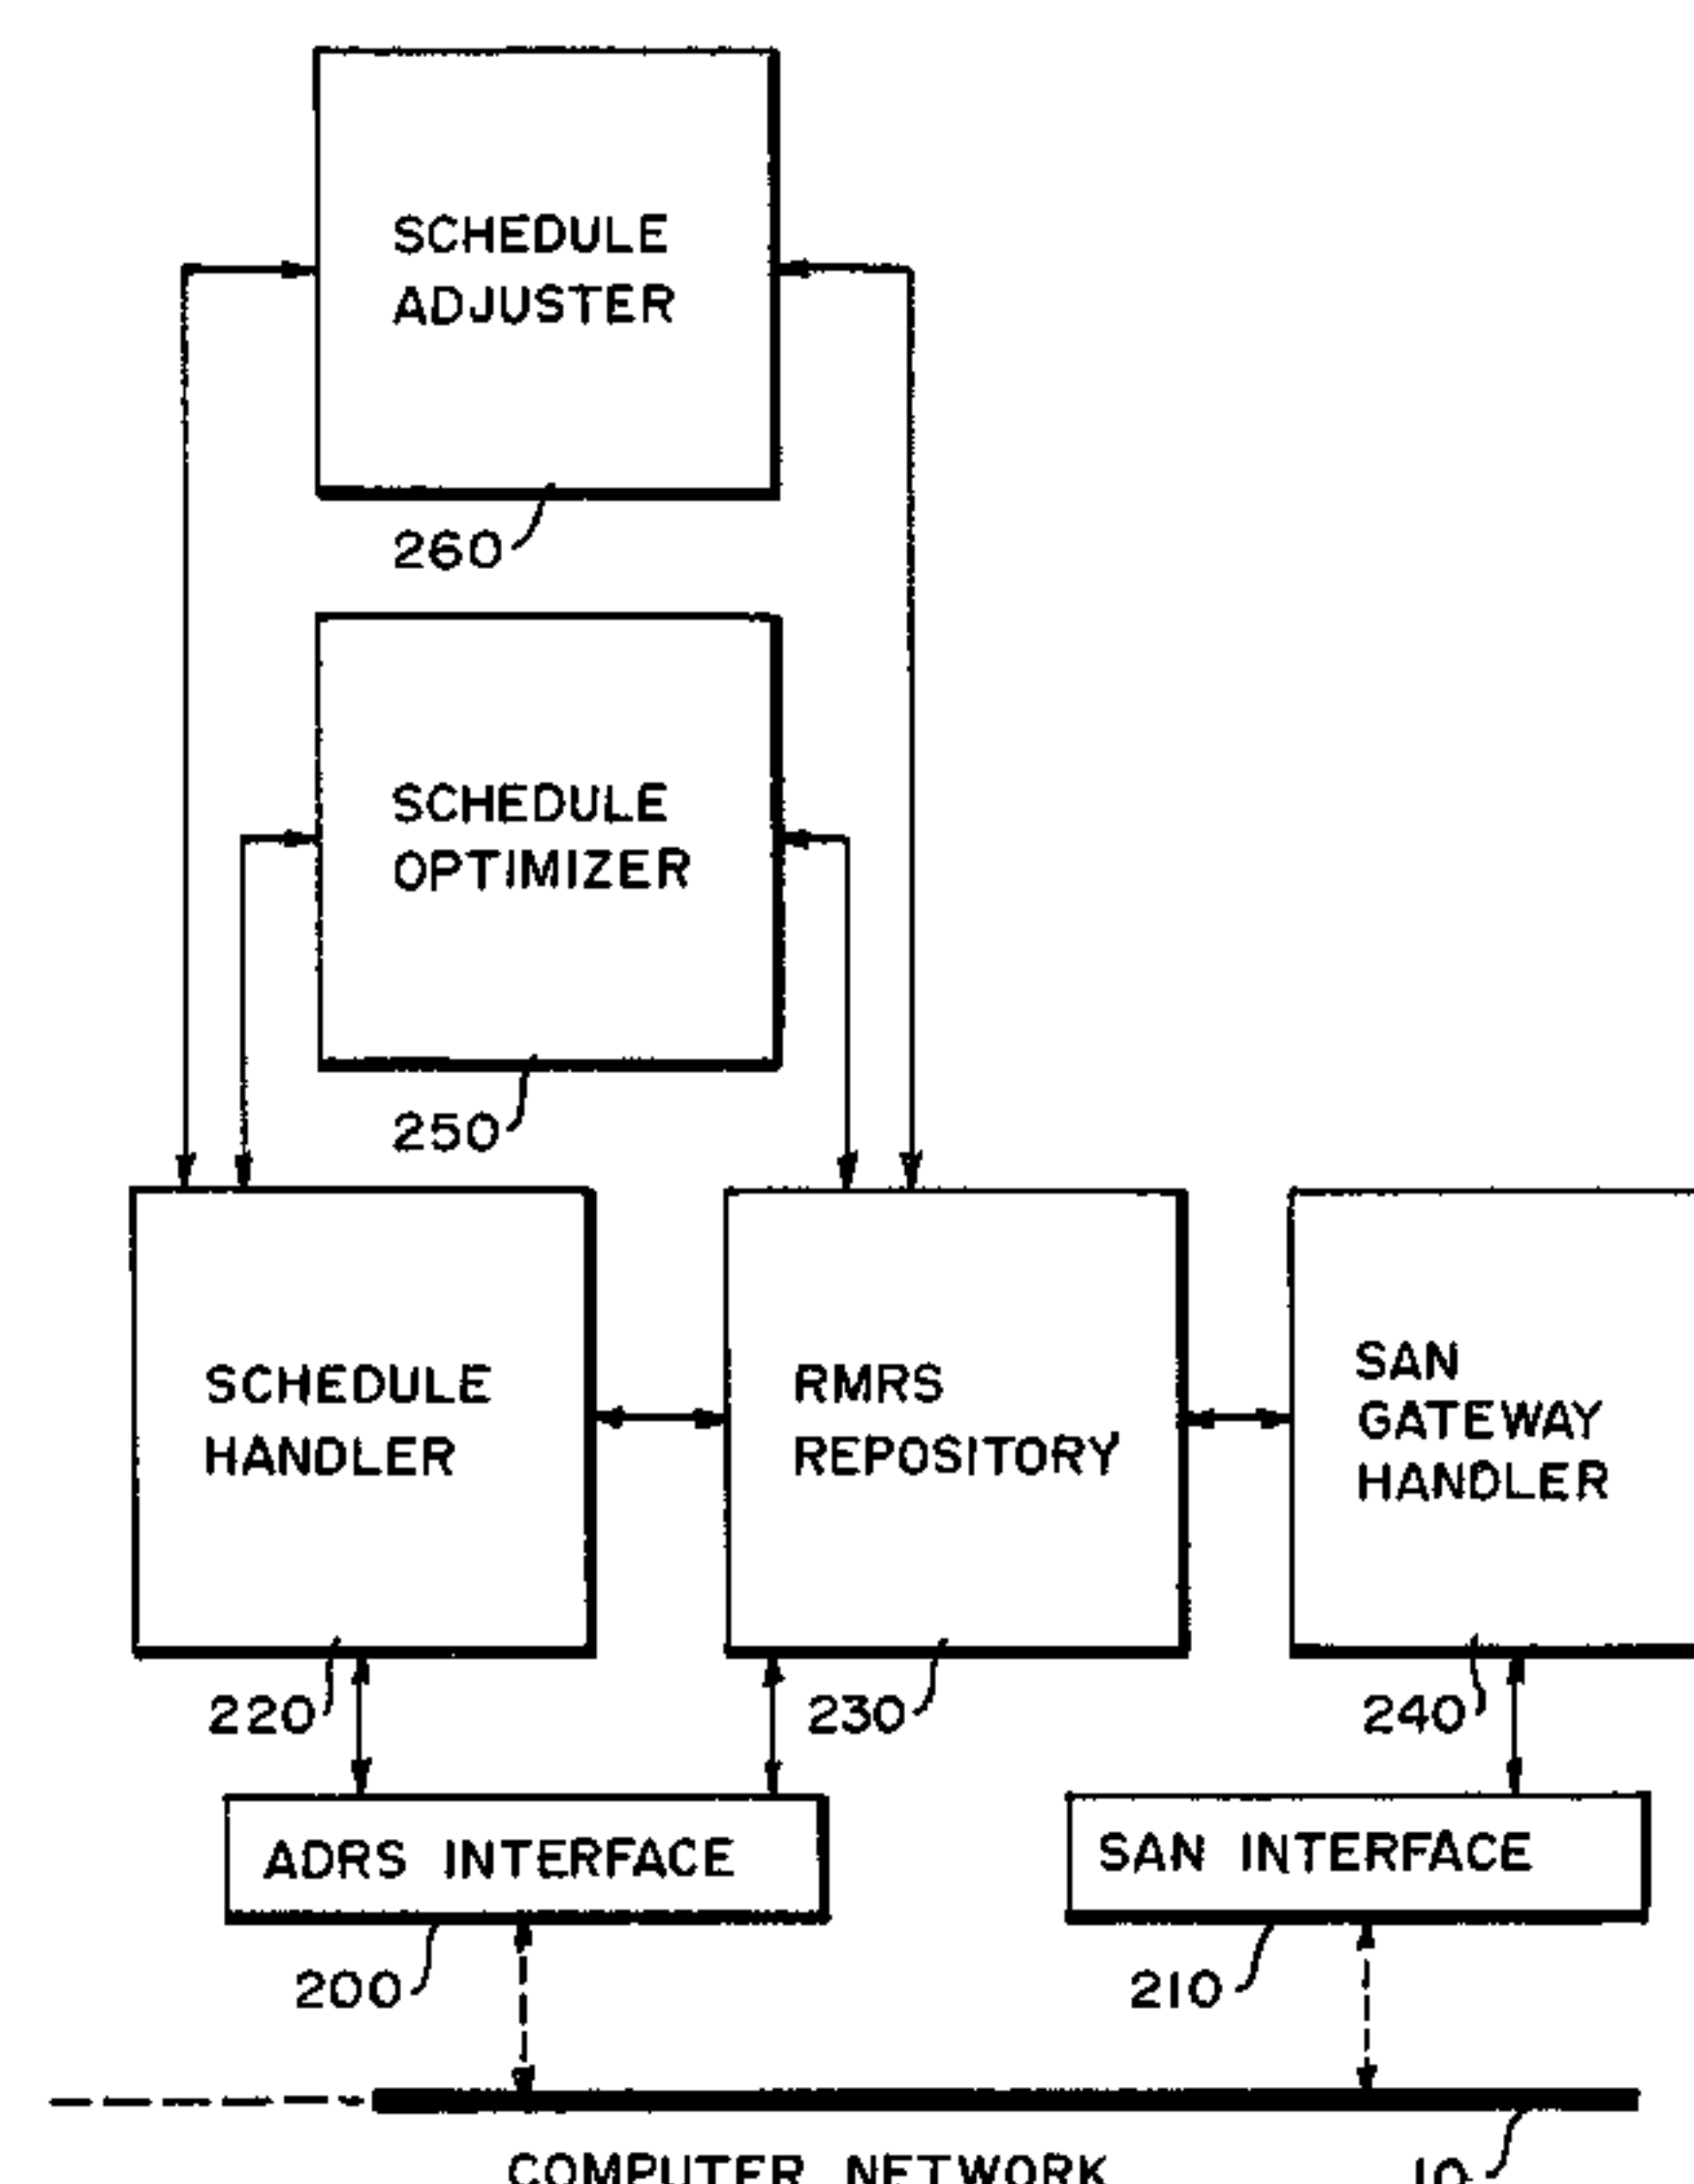 SCHEDULE
ADJUSTER
260
SCHEDULE
OPTIMIZER
250
SCHEDULE
HANDLER
RMRS
REPOSITORY
SAN
GATEWAY
HANDLER
220
230
240
ADRS INTERFACE
SAN INTERFACE
200
210
COMPUTER NETWORK
10